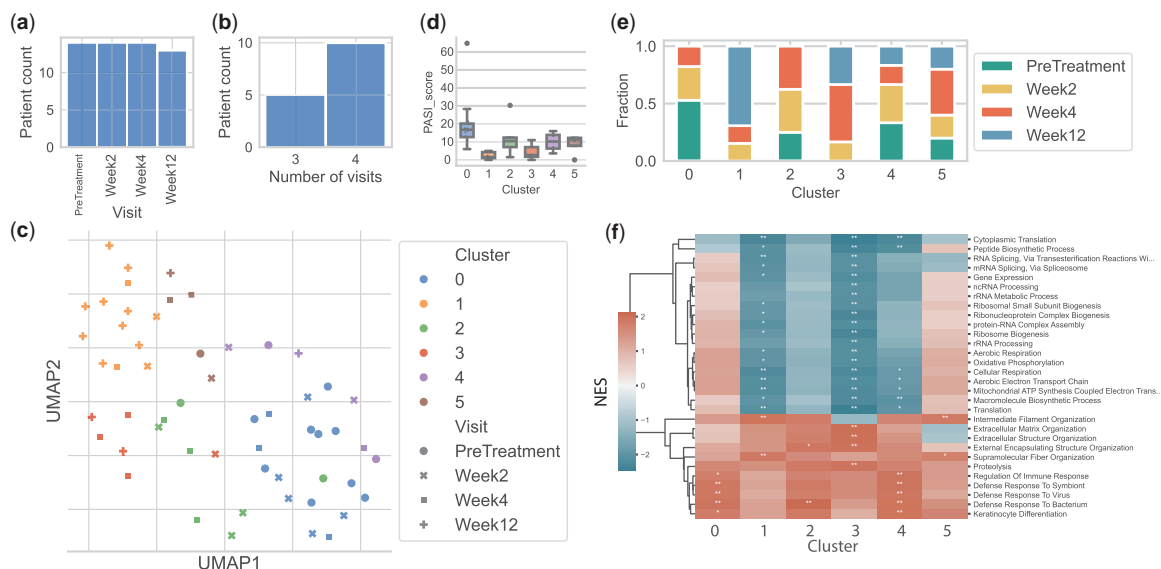 (a)
Patient count
10
0
PreTreatment
Week2
Week4
Week12
Visit
(b)
Patient count
10
5
0
3
4
Number of visits
(d)
PASI_score
60
50
40
30
20
10
0
0
1
2
3
4
5
Cluster
(e)
Fraction
1.0
0.5
0.0
0
1
2
3
4
5
Cluster
PreTreatment
Week2
Week4
Week12
(c)
UMAP2
UMAP1
Cluster
0
1
2
3
4
5
Visit
PreTreatment
Week2
Week4
Week12
(f)
NES
2
1
0
−1
−2
Cytoplasmic Translation
Peptide Biosynthetic Process
RNA Splicing, Via Transesterification Reactions Wi...
mRNA Splicing, Via Spliceosome
Gene Expression
ncRNA Processing
rRNA Metabolic Process
Ribosomal Small Subunit Biogenesis
Ribonucleoprotein Complex Biogenesis
protein-RNA Complex Assembly
Ribosome Biogenesis
rRNA Processing
Aerobic Respiration
Oxidative Phosphorylation
Cellular Respiration
Aerobic Electron Transport Chain
Mitochondrial ATP Synthesis Coupled Electron Trans...
Macromolecule Biosynthetic Process
Translation
Intermediate Filament Organization
Extracellular Matrix Organization
Extracellular Structure Organization
External Encapsulating Structure Organization
Supramolecular Fiber Organization
Proteolysis
Regulation Of Immune Response
Defense Response To Symbiont
Defense Response To Virus
Defense Response To Bacterium
Keratinocyte Differentiation
0
1
2
3
4
5
Cluster